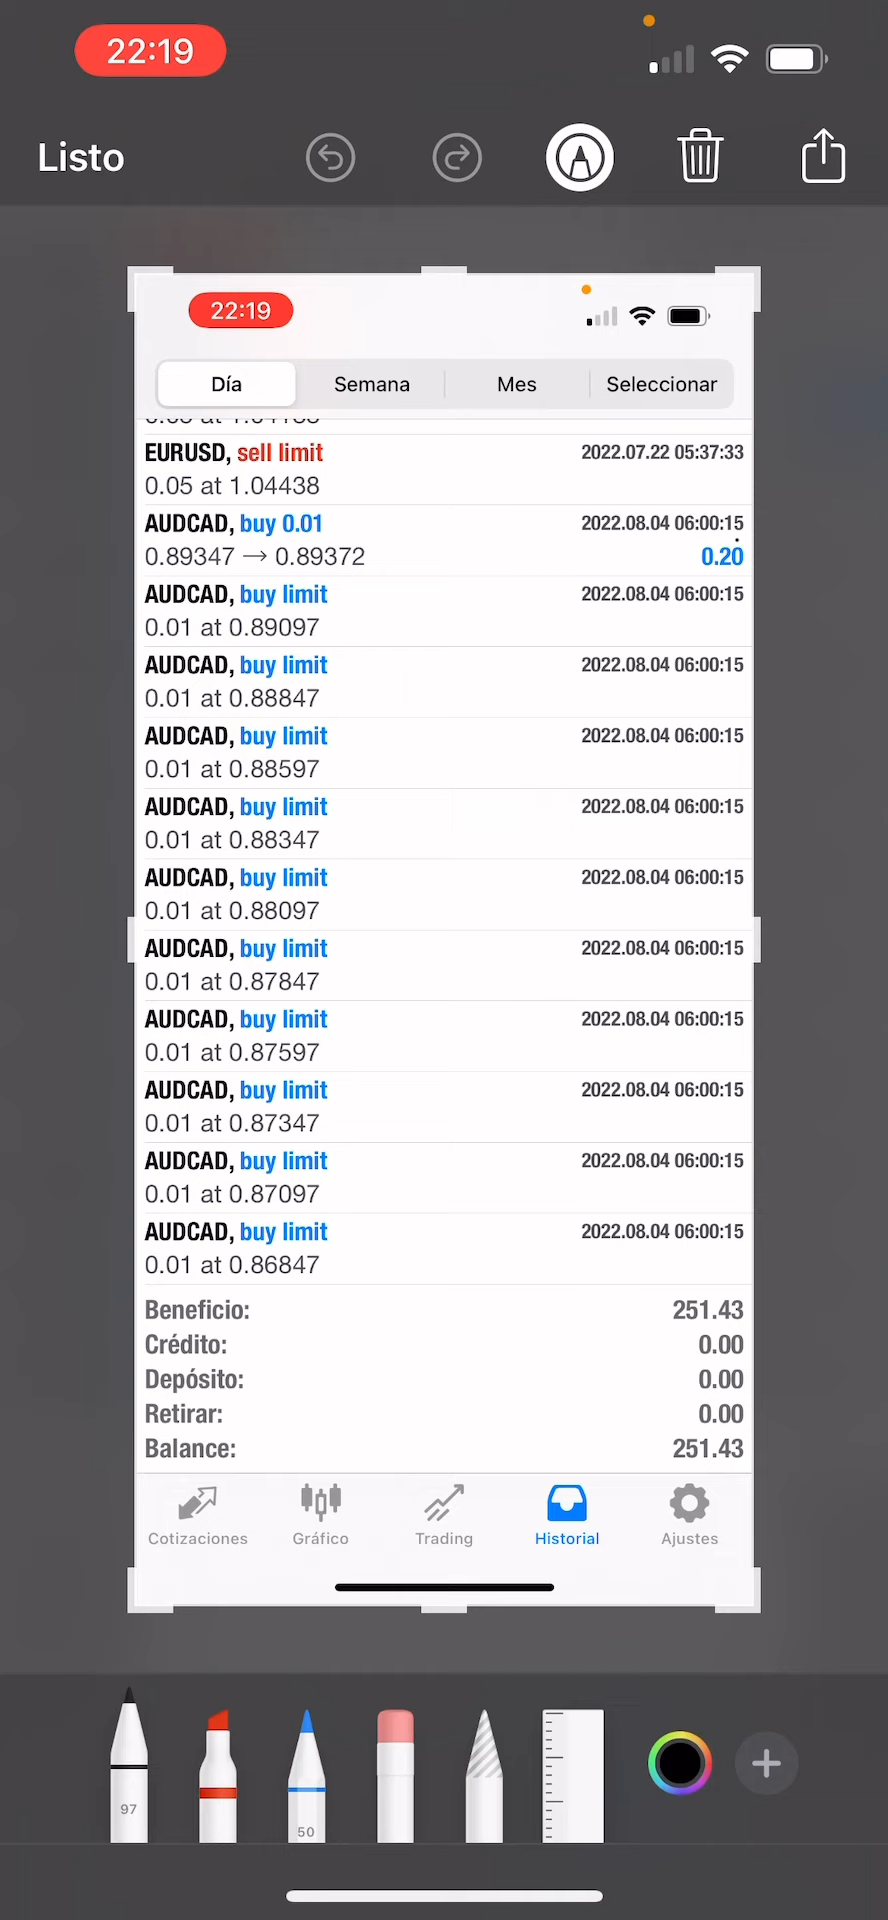 22:19
Listo
22:19
Día Semana Mes Seleccionar
EURUSD, sell limit 2022.07.22 05:37:33
0.05 at 1.04438
AUDCAD, buy 0.01 2022.08.04 06:00:15
0.89347 → 0.89372 0.20
AUDCAD, buy limit 2022.08.04 06:00:15
0.01 at 0.89097
AUDCAD, buy limit 2022.08.04 06:00:15
0.01 at 0.88847
AUDCAD, buy limit 2022.08.04 06:00:15
0.01 at 0.88597
AUDCAD, buy limit 2022.08.04 06:00:15
0.01 at 0.88347
AUDCAD, buy limit 2022.08.04 06:00:15
0.01 at 0.88097
AUDCAD, buy limit 2022.08.04 06:00:15
0.01 at 0.87847
AUDCAD, buy limit 2022.08.04 06:00:15
0.01 at 0.87597
AUDCAD, buy limit 2022.08.04 06:00:15
0.01 at 0.87347
AUDCAD, buy limit 2022.08.04 06:00:15
0.01 at 0.87097
AUDCAD, buy limit 2022.08.04 06:00:15
0.01 at 0.86847
Beneficio: 251.43
Crédito: 0.00
Depósito: 0.00
Retirar: 0.00
Balance: 251.43
Cotizaciones Gráfico Trading Historial Ajustes
97 50